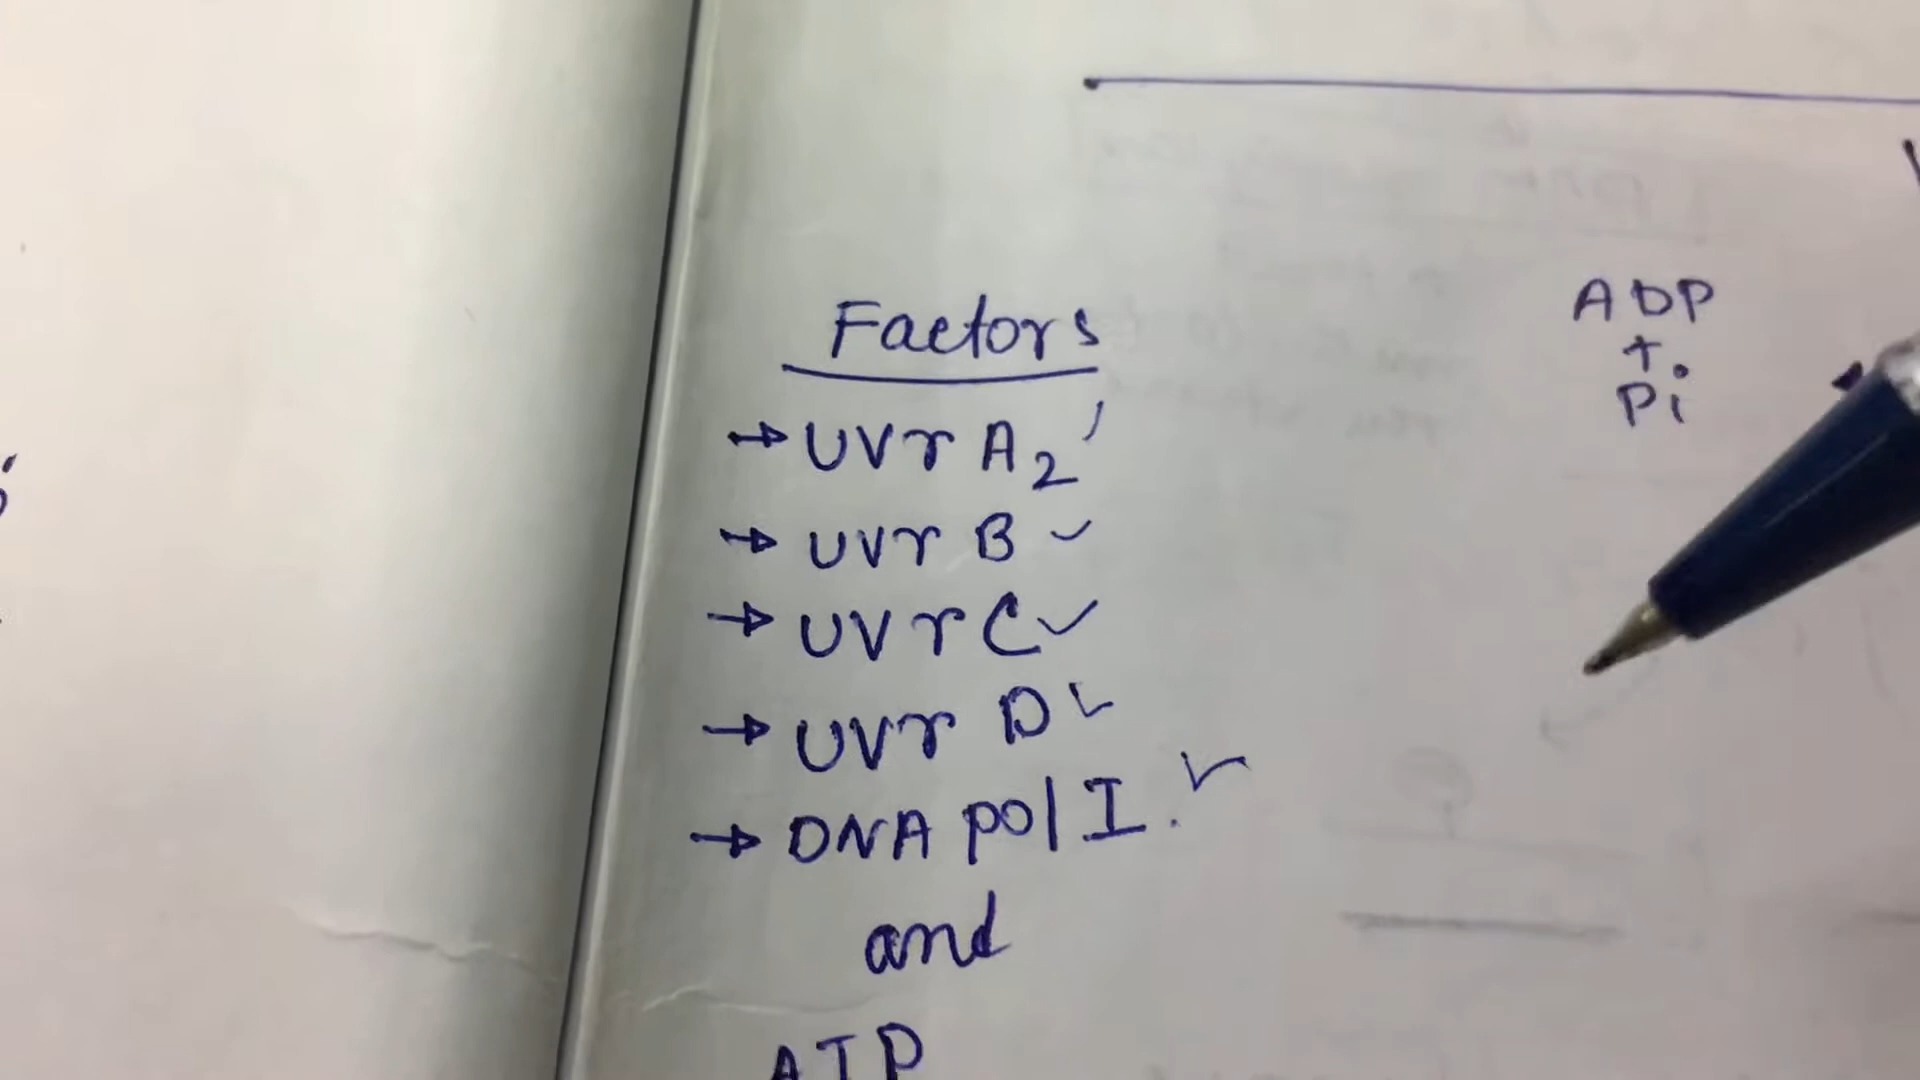 Factors
→ UVr A₂
→ UVr B ✓
→ UVr C ✓
→ UVr D ✓
→ DNA pol I. ✓
and
ATP
ADP
+
Pi